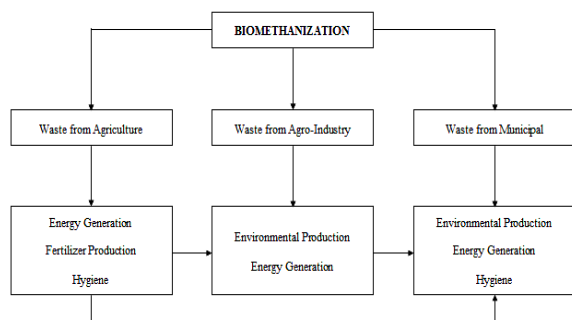 BIOMETHANIZATION
Waste from Agriculture
Waste from Agro-Industry
Waste from Municipal
Energy Generation
Fertilizer Production
Hygiene
Environmental Production
Energy Generation
Environmental Production
Energy Generation
Hygiene